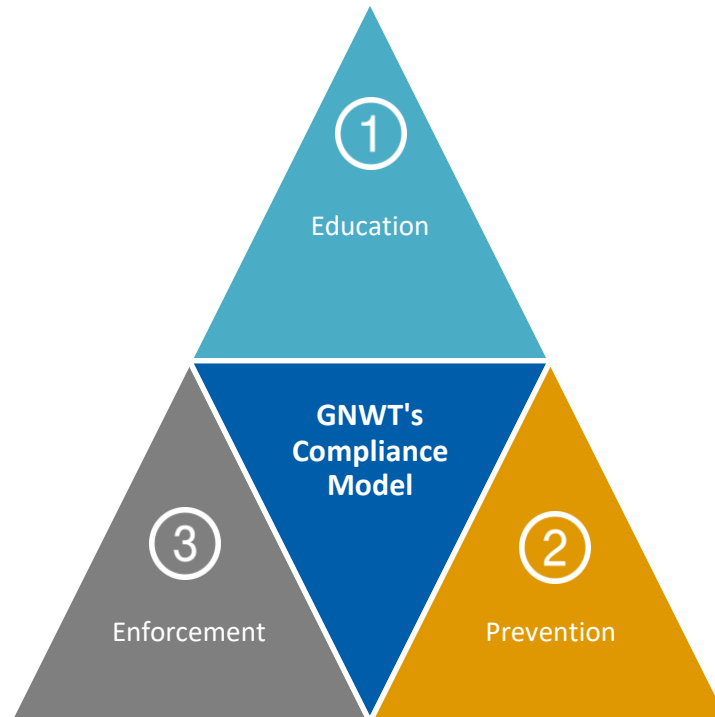 1
Education
GNWT's
Compliance
Model
3
Enforcement
2
Prevention